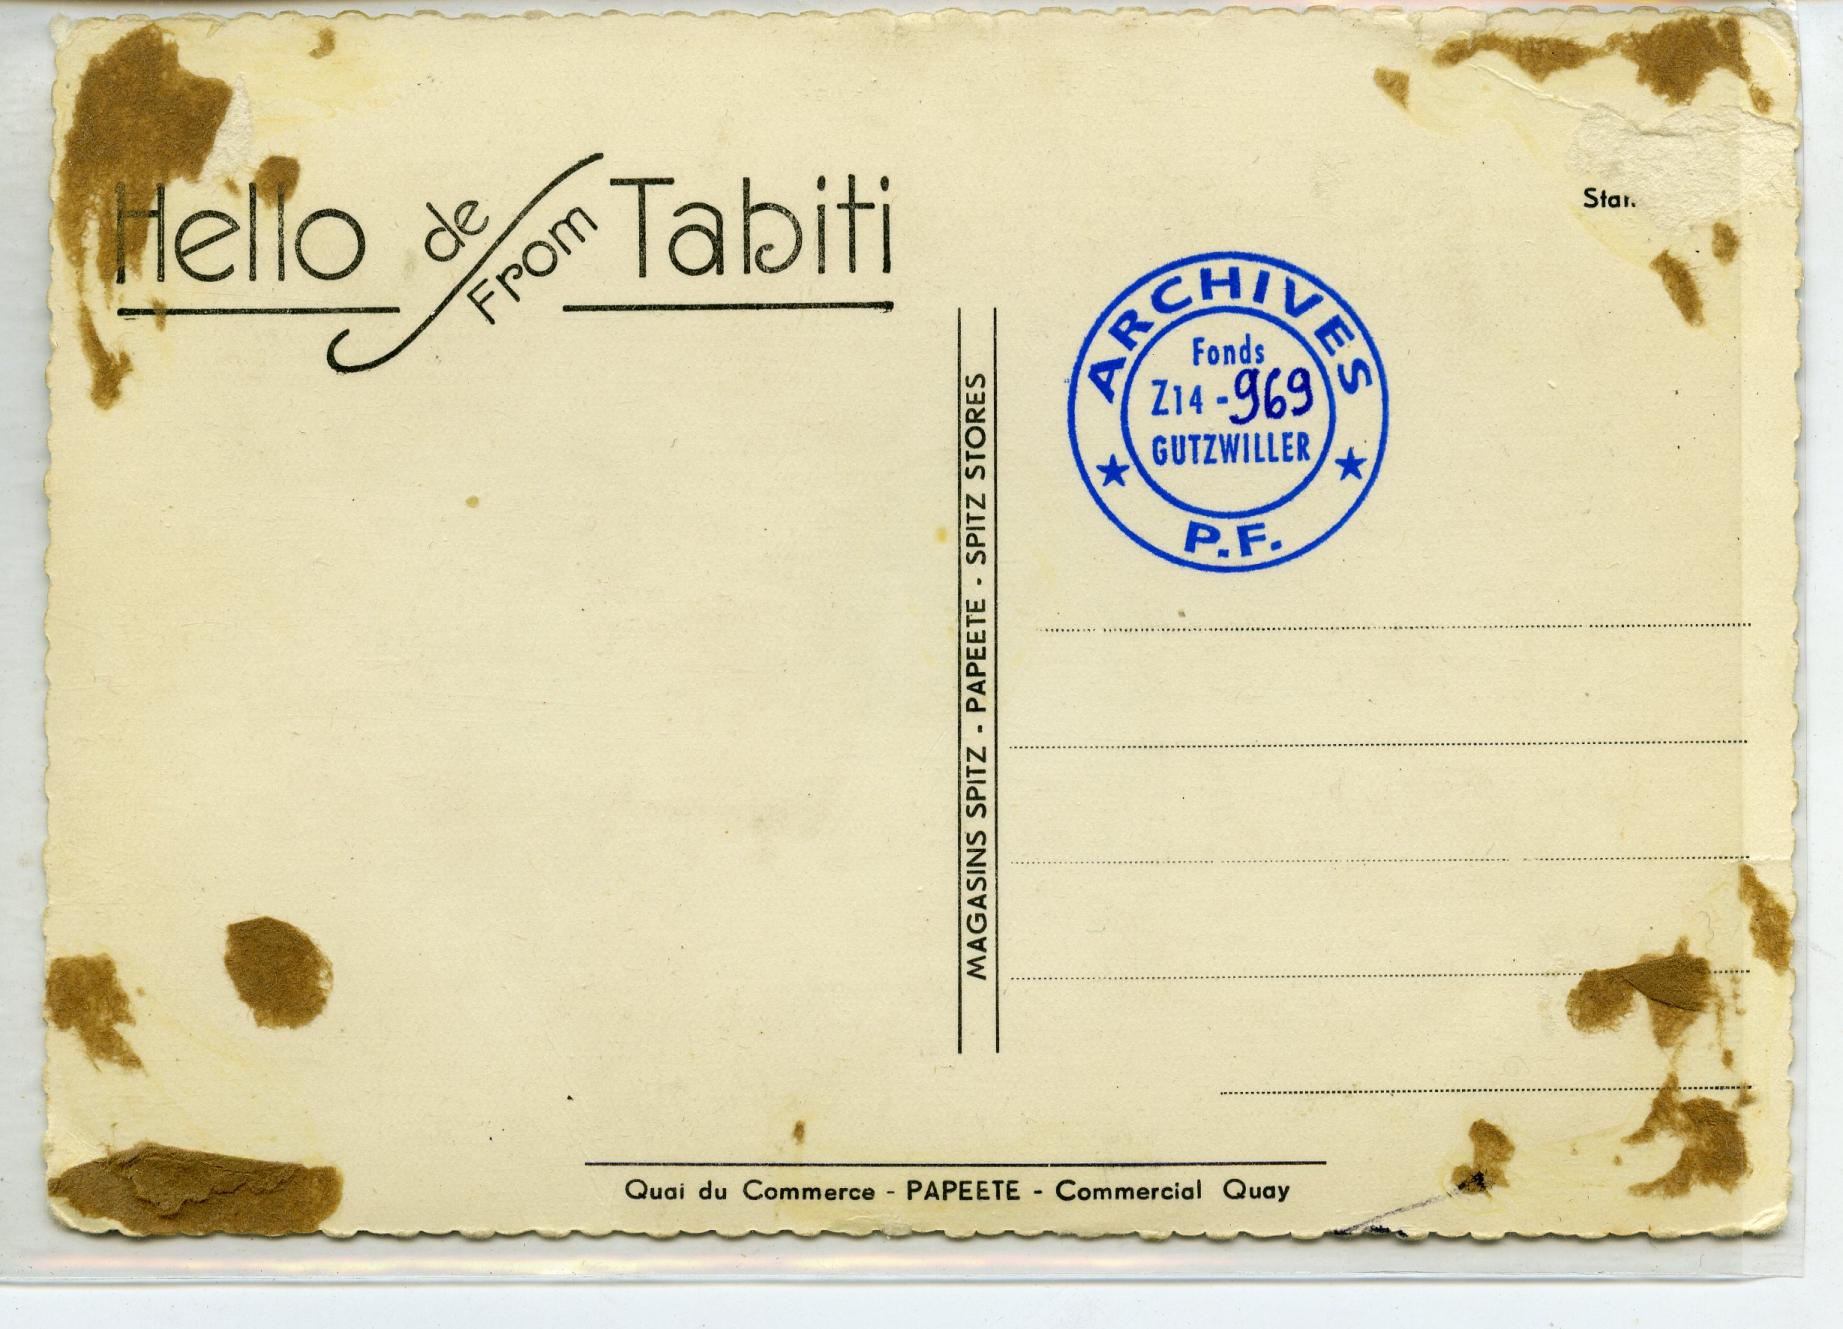 Hello de From Tahiti
ARCHIVES
Fonds
Z14 - 969
GUTZWILLER
P.F.
MAGASINS SPITZ - PAPEETE - SPITZ STORES
Quai du Commerce - PAPEETE - Commercial Quay